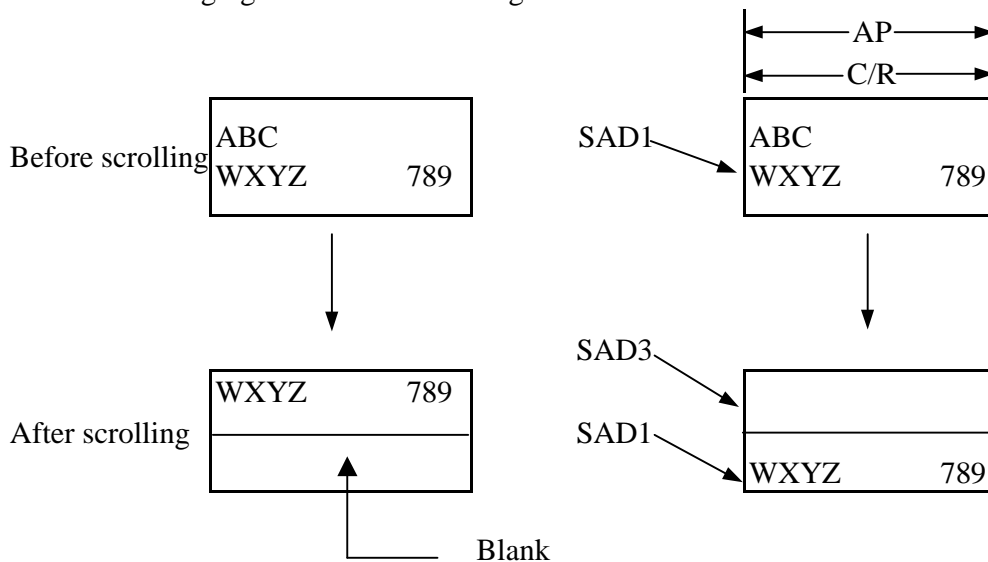 AP
C/R
Before scrolling
ABC
WXYZ 789
SAD1
ABC
WXYZ 789
After scrolling
WXYZ 789
Blank
SAD3
SAD1
WXYZ 789